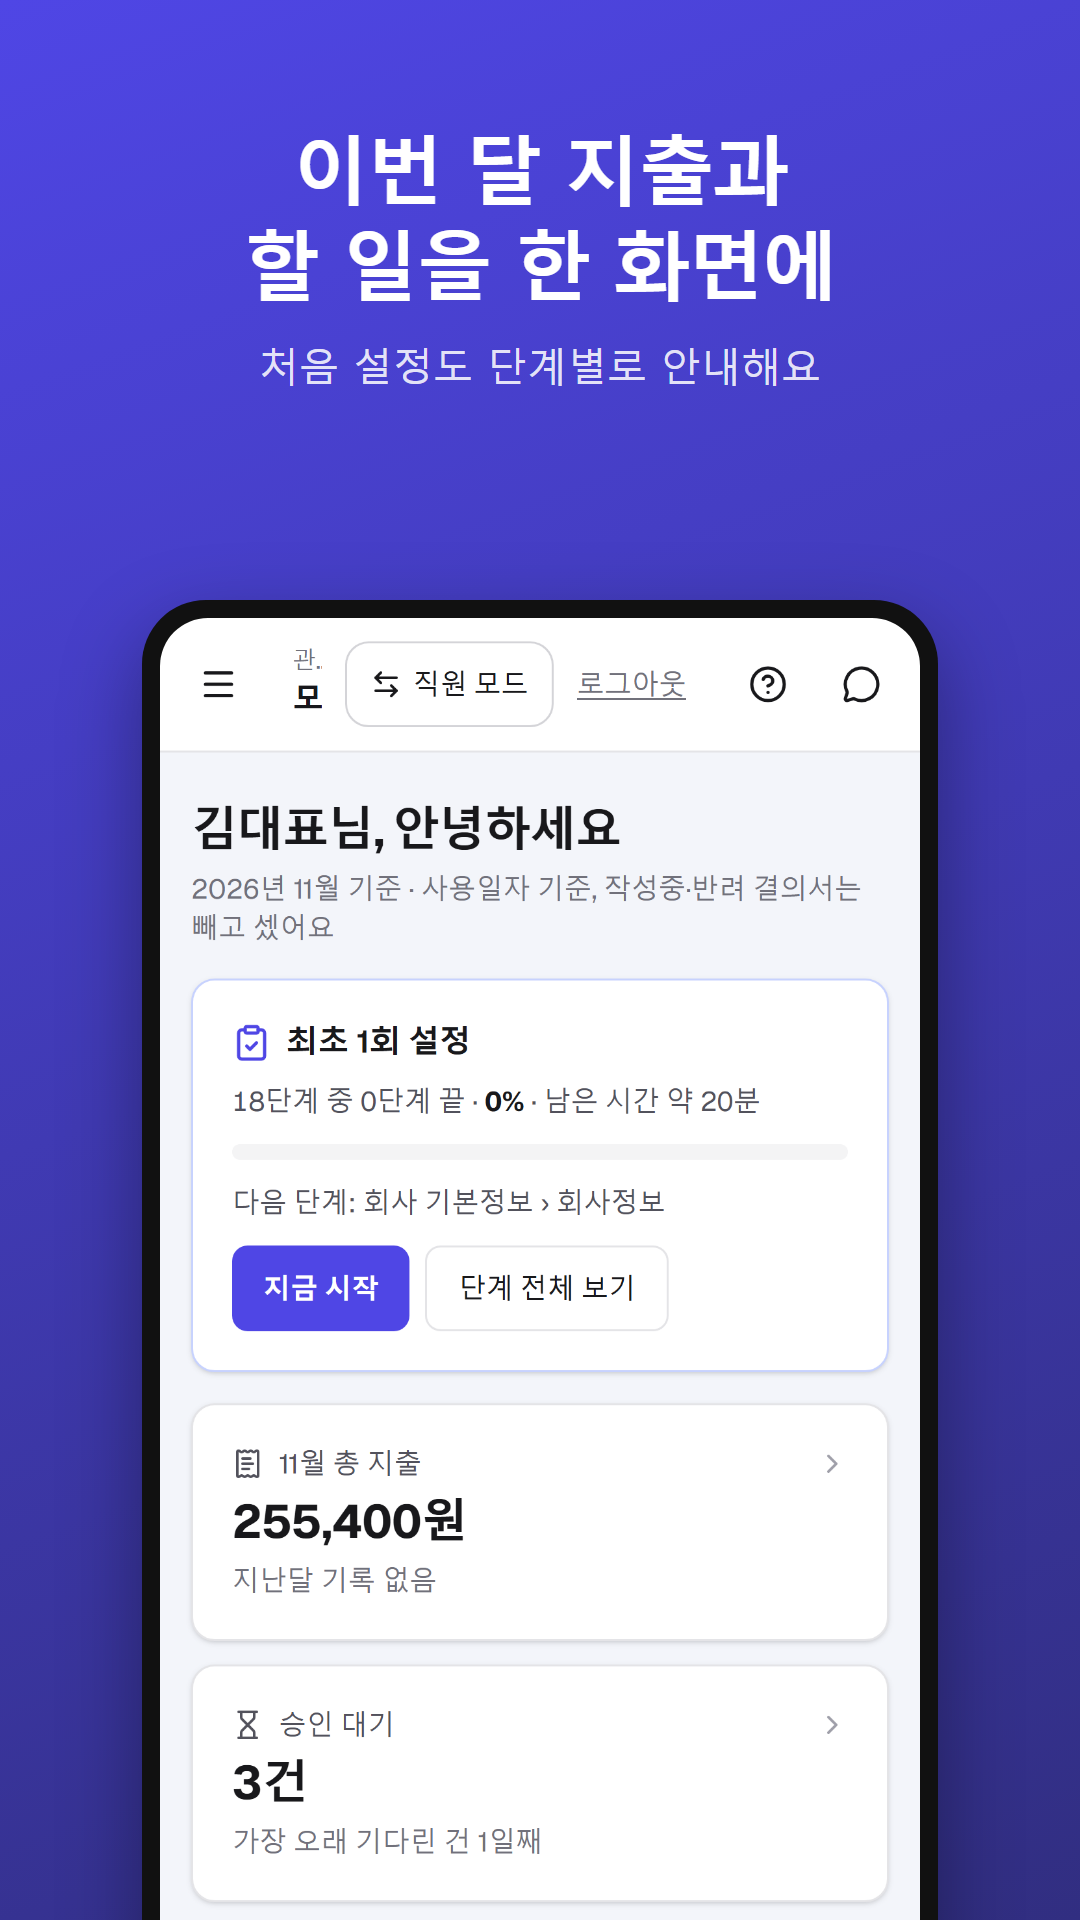 이번 달 지출과
할 일을 한 화면에
처음 설정도 단계별로 안내해요
관..
모
직원 모드
로그아웃
김대표님, 안녕하세요
2026년 11월 기준 · 사용일자 기준, 작성중·반려 결의서는
빼고 셌어요
최초 1회 설정
18단계 중 0단계 끝 · 0% · 남은 시간 약 20분
다음 단계: 회사 기본정보 › 회사정보
지금 시작
단계 전체 보기
11월 총 지출
255,400원
지난달 기록 없음
승인 대기
3건
가장 오래 기다린 건 1일째